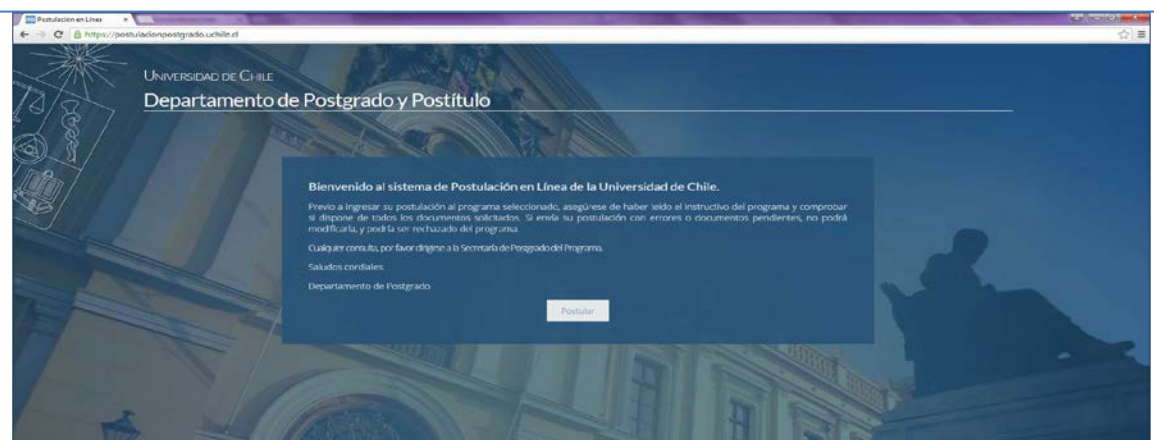 Postulación en Línea
https://postulacionpostgrado.uchile.cl
UNIVERSIDAD DE CHILE
Departamento de Postgrado y Postítulo
Bienvenido al sistema de Postulación en Línea de la Universidad de Chile.
Previo a ingresar su postulación al programa seleccionado, asegúrese de haber leído el instructivo del programa y comprobar
si dispone de todos los documentos solicitados. Si envía su postulación con errores o documentos pendientes, no podrá
modificarla, y podría ser rechazado del programa.
Cualquier consulta, por favor dirigirse a la Secretaría de Postgrado del Programa.
Saludos cordiales
Departamento de Postgrado
Postular